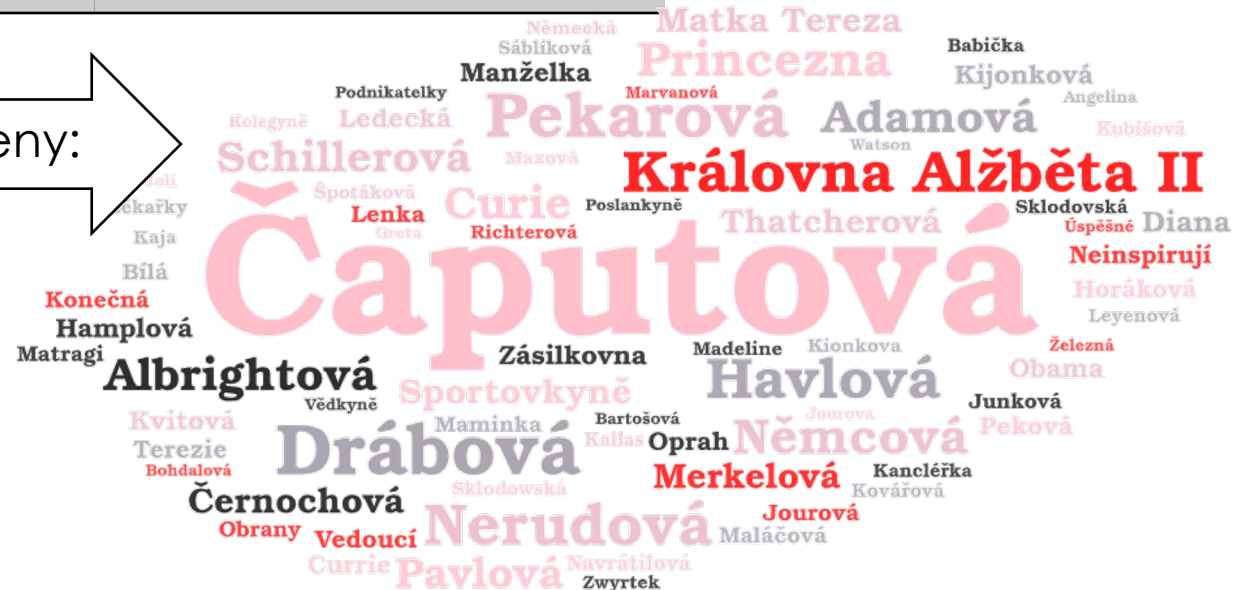 eny:
Německá
Matka Tereza
Sáblíková
Princezna
Babička
Manželka
Kijonková
Podnikatelky
Marvanová
Angelina
Kolegyně
Ledecká
Pekarová
Adamová
Kubišová
Schillerová
Maxová
Watson
Královna Alžběta II
Joli
Špotáková
Curie
Poslankyně
Sklodovská
ékařky
Lenka
Thatcherová
Úspěšné
Diana
Kaja
Greta
Richterová
Neinspirují
Čaputová
Bílá
Horáková
Konečná
Leyenová
Hamplová
Matragi
Zásilkovna
Madeline
Kionkova
Železná
Albrightová
Havlová
Obama
Vědkyně
Sportovkyně
Junková
Kvitová
Maminka
Bartošová
Jourova
Peková
Terezie
Drábová
Kallas
Oprah
Němcová
Bohdalová
Merkelová
Kancléřka
Černochová
Sklodowská
Kovářová
Obrany
Vedoucí
Nerudová
Jourová
Maláčová
Currie
Pavlová
Navrátilová
Zwyrtek